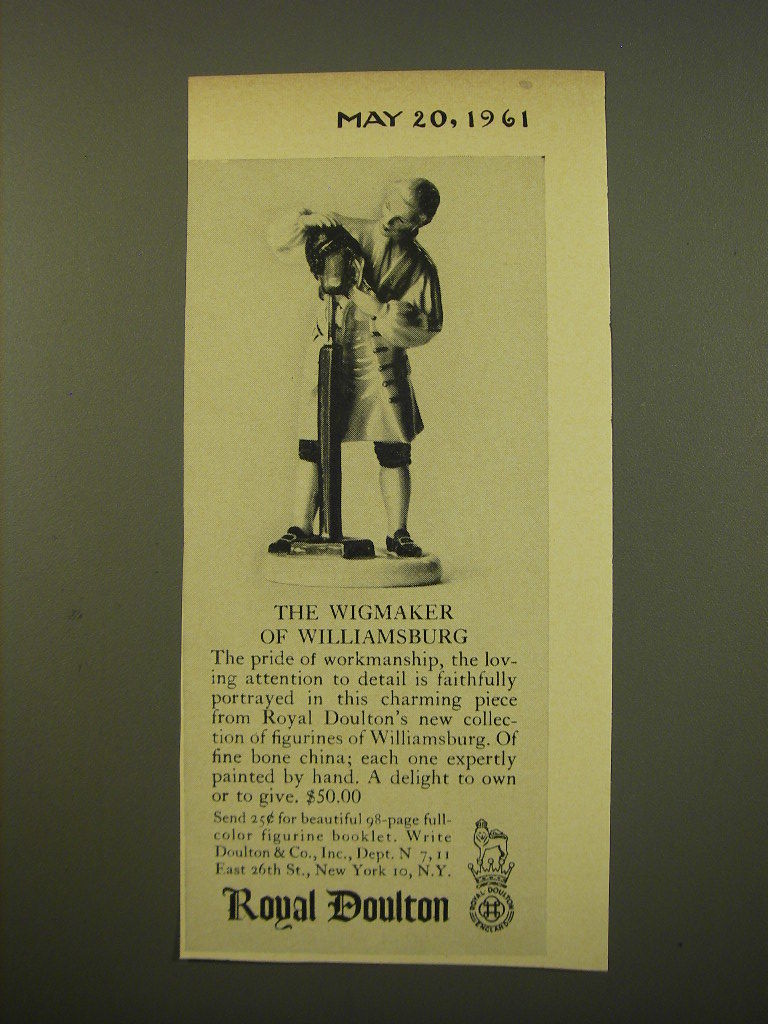 MAY 20, 1961
THE WIGMAKER
OF WILLIAMSBURG
The pride of workmanship, the lov-
ing attention to detail is faithfully
portrayed in this charming piece
from Royal Doulton's new collec-
tion of figurines of Williamsburg. Of
fine bone china; each one expertly
painted by hand. A delight to own
or to give. $50.00
Send 25¢ for beautiful 98-page full-
color figurine booklet. Write
Doulton & Co., Inc., Dept. N 7, 11
East 26th St., New York 10, N.Y.
Royal Doulton
ROYAL DOULTON
ENGLAND